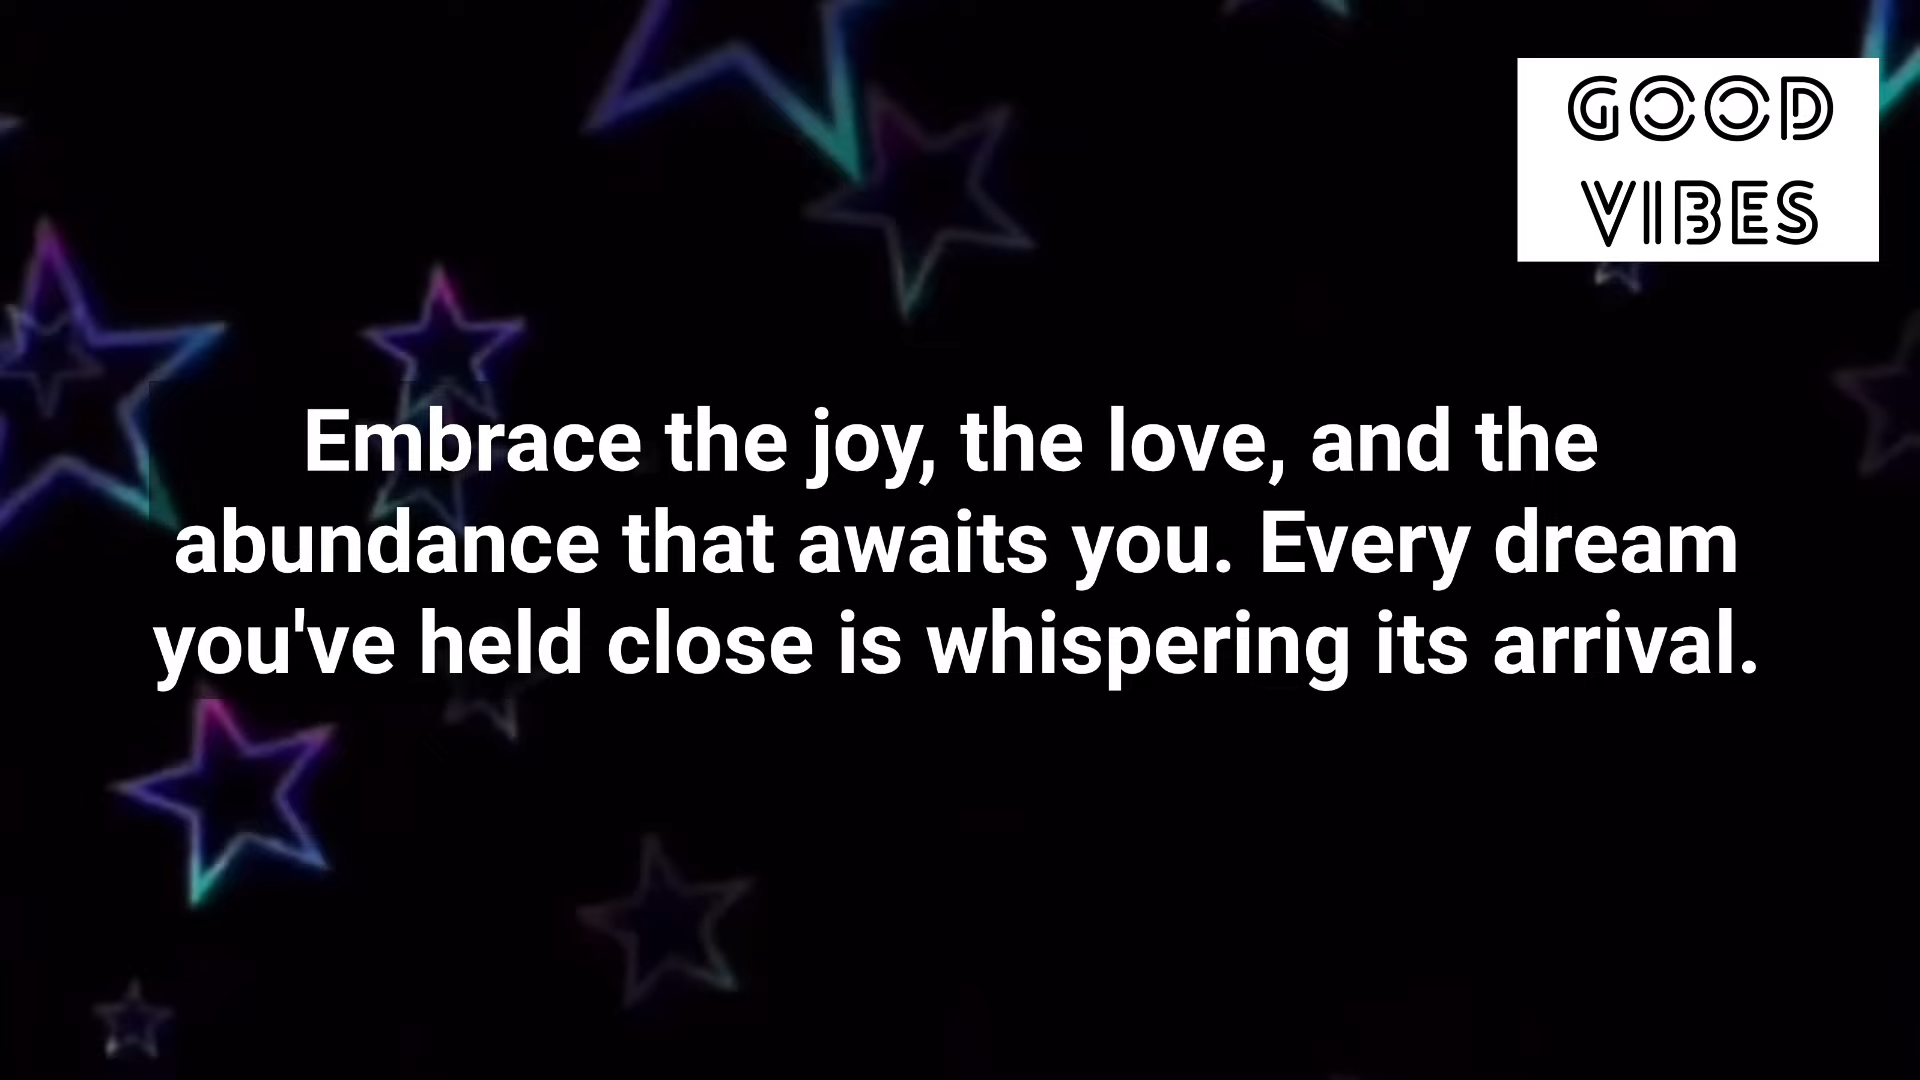 GOOD
VIBES
Embrace the joy, the love, and the
abundance that awaits you. Every dream
you've held close is whispering its arrival.